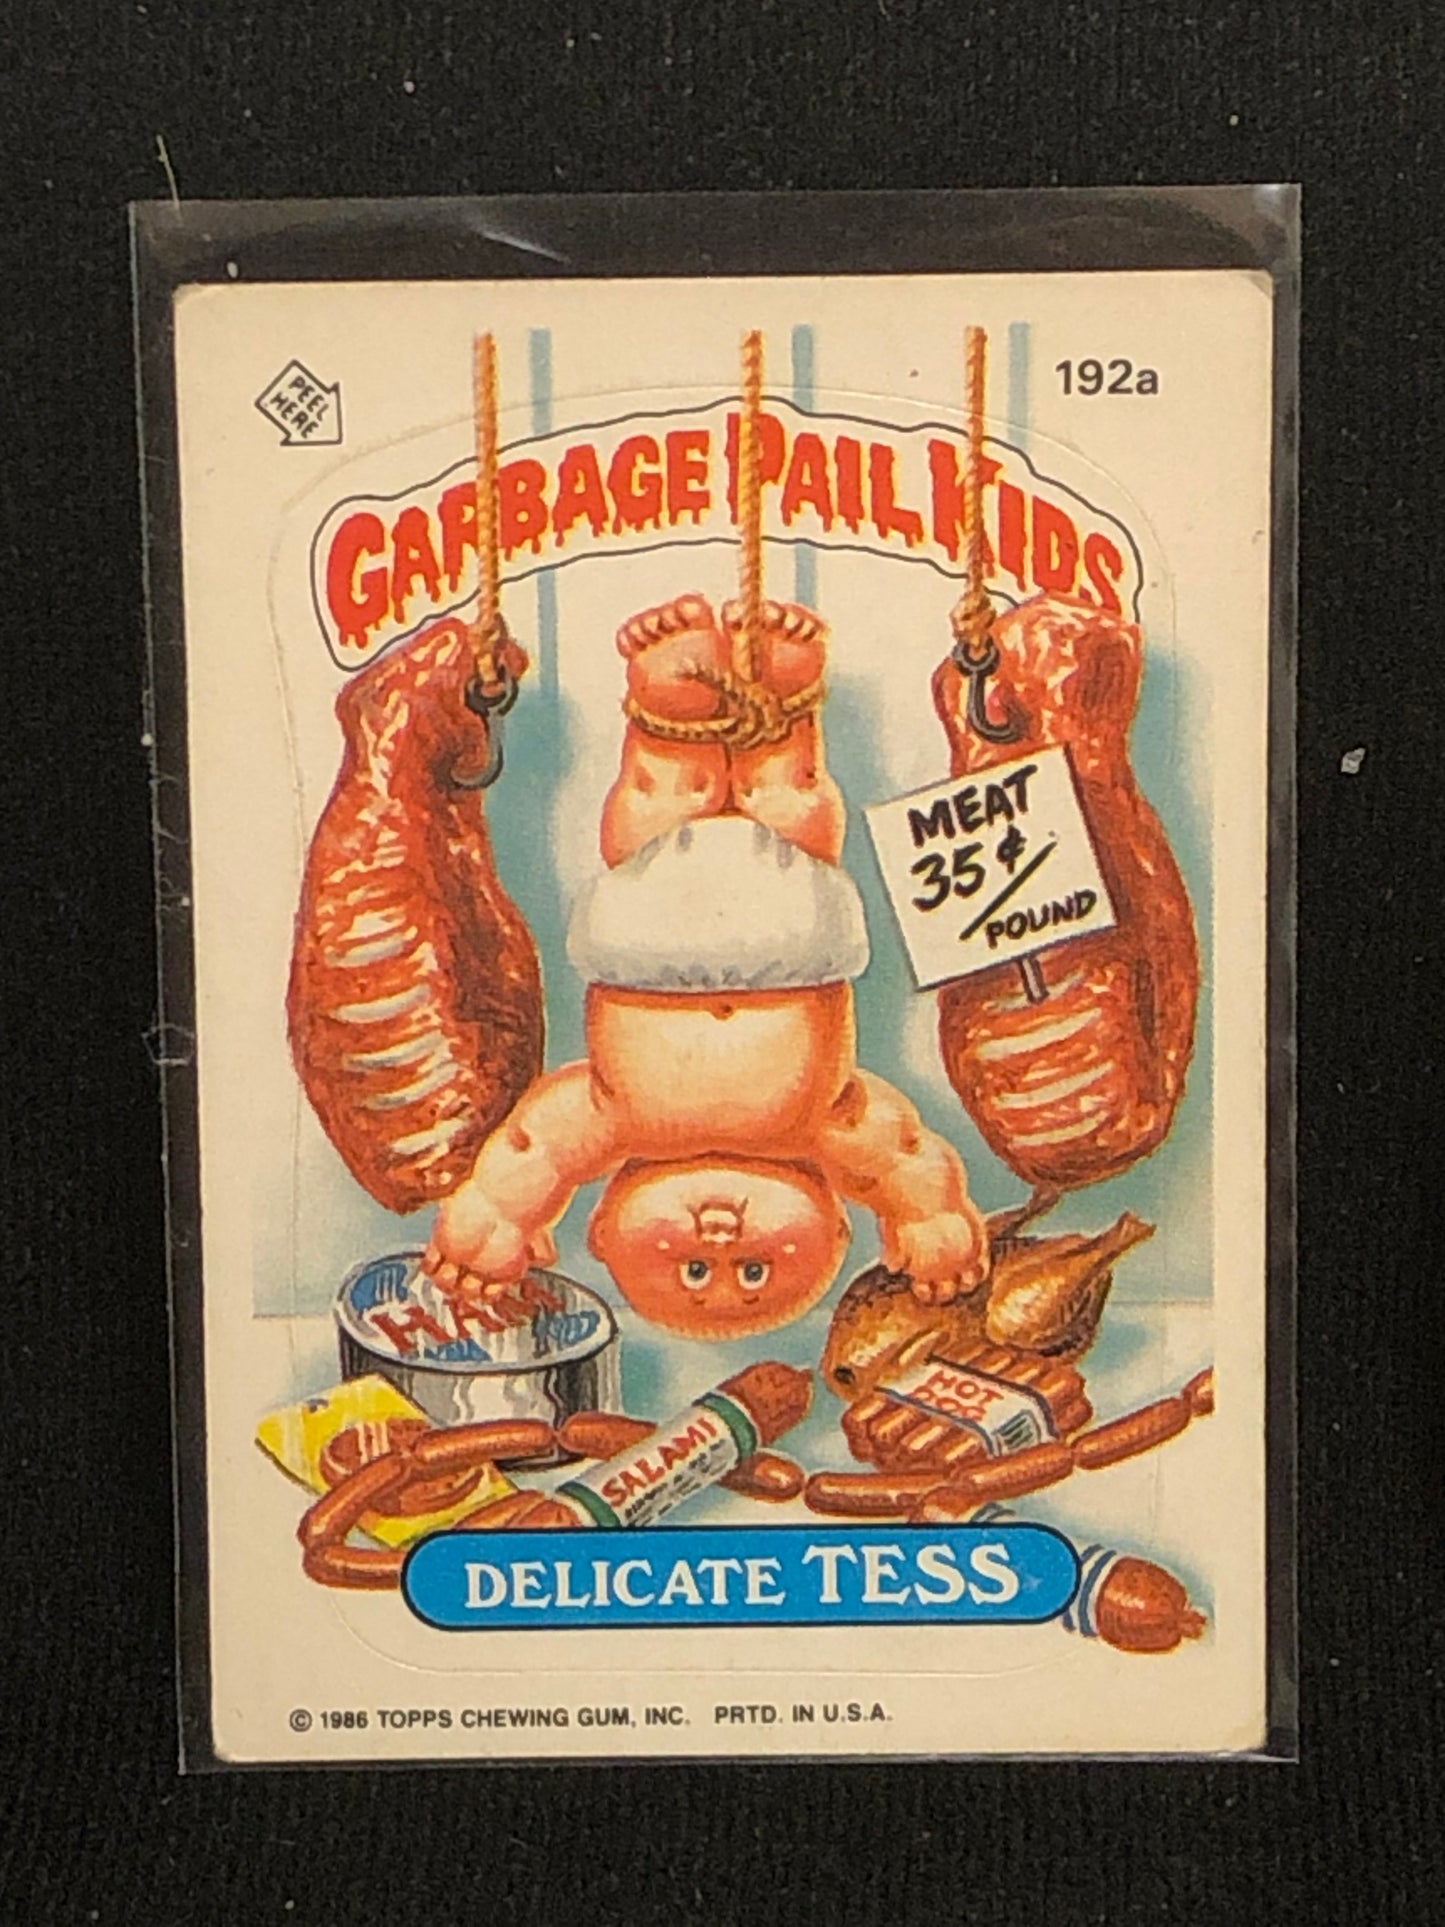 PEEL
HERE
192a
GARBAGE PAIL KIDS
MEAT
35¢/
POUND
HAM
HOT
DOG
SALAMI
DELICATE TESS
© 1986 TOPPS CHEWING GUM, INC. PRTD. IN U.S.A.